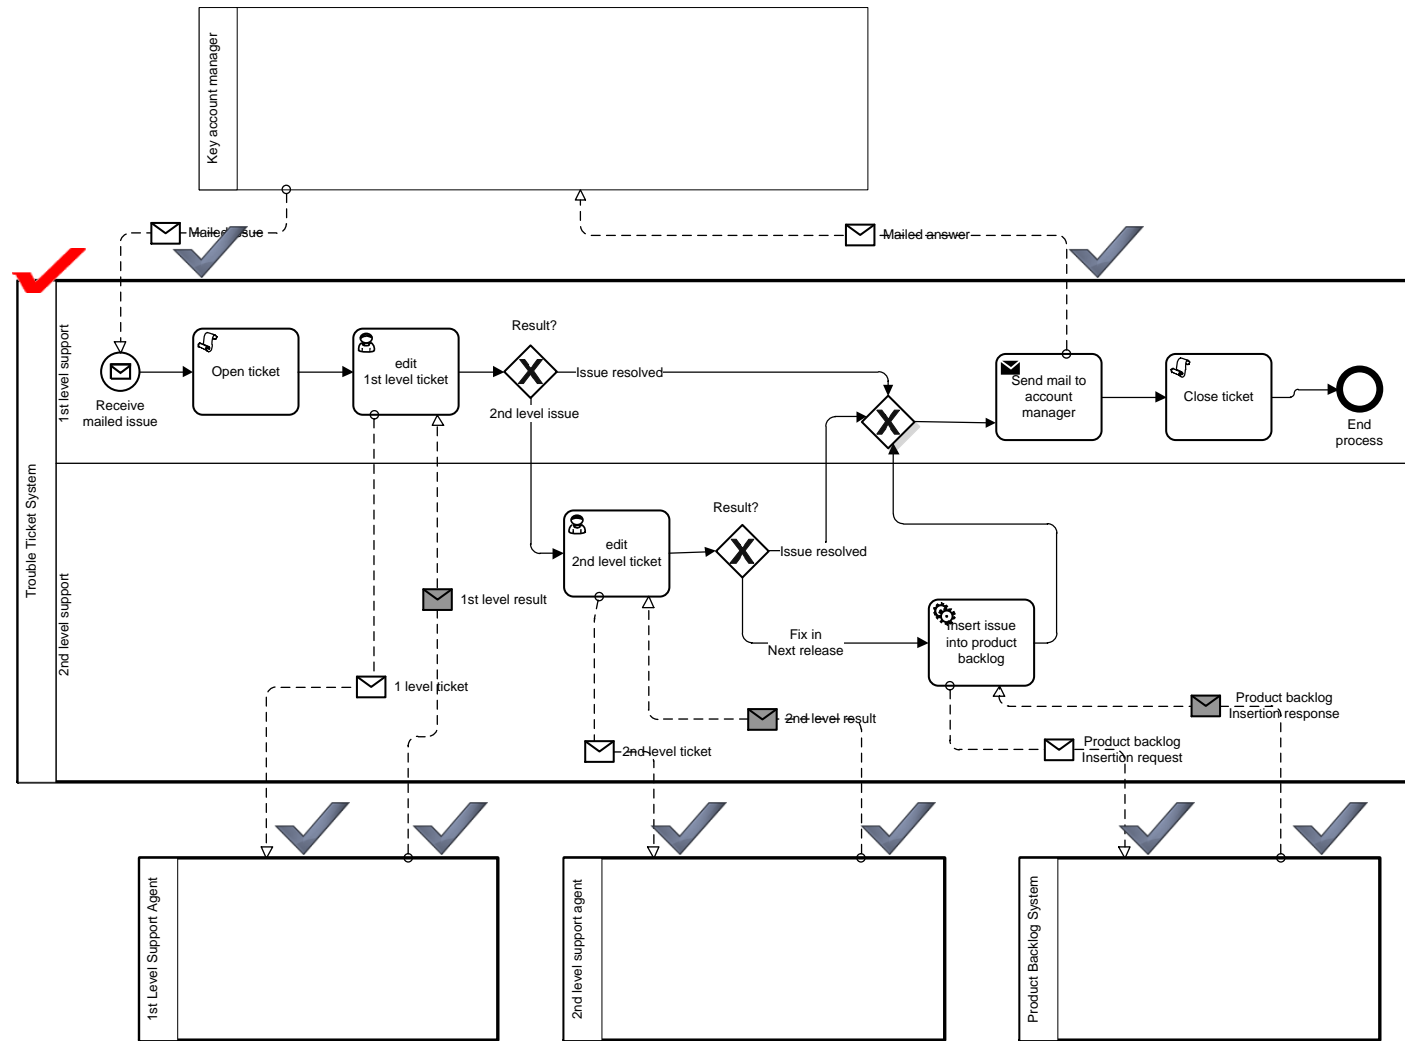 Key account manager
Mailed issue
Mailed answer
Trouble Ticket System
1st level support
Receive
mailed issue
Open ticket
edit
1st level ticket
Result?
Issue resolved
2nd level issue
Send mail to
account
manager
Close ticket
End
process
2nd level support
edit
2nd level ticket
Result?
Issue resolved
Fix in
Next release
Insert issue
into product
backlog
1st level result
1 level ticket
2nd level result
2nd level ticket
Product backlog
Insertion response
Product backlog
Insertion request
1st Level Support Agent
2nd level support agent
Product Backlog System